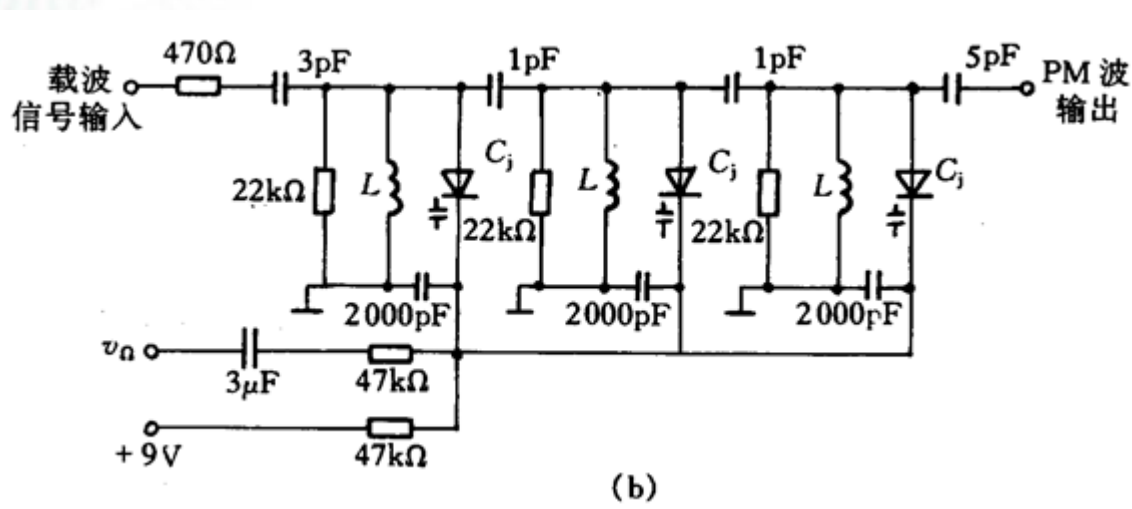 470Ω 3pF 1pF 1pF 5pF
载波信号输入 PM 波输出
22kΩ L Cj 22kΩ L Cj 22kΩ L Cj
2000pF 2000pF 2000pF
vΩ 3μF 47kΩ
+9V 47kΩ
(b)